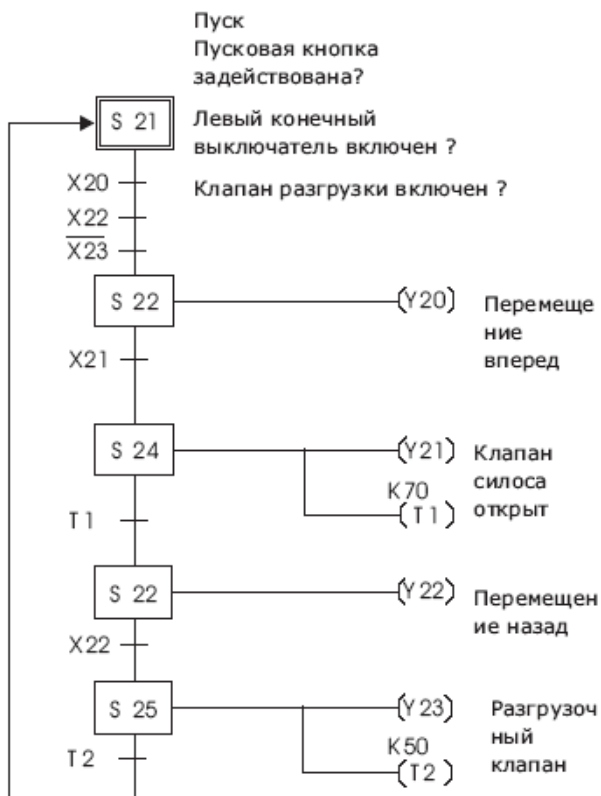 Пуск
Пусковая кнопка
задействована?
S 21
Левый конечный
выключатель включен ?
X20
Клапан разгрузки включен ?
X22
X23
S 22
(Y20)
Перемеще
ние
вперед
X21
S 24
(Y21)
Клапан
силоса
открыт
K70
T1
(T1)
S 22
(Y22)
Перемещен
ие назад
X22
S 25
(Y23)
Разгрузоч
ный
клапан
K50
T2
(T2)